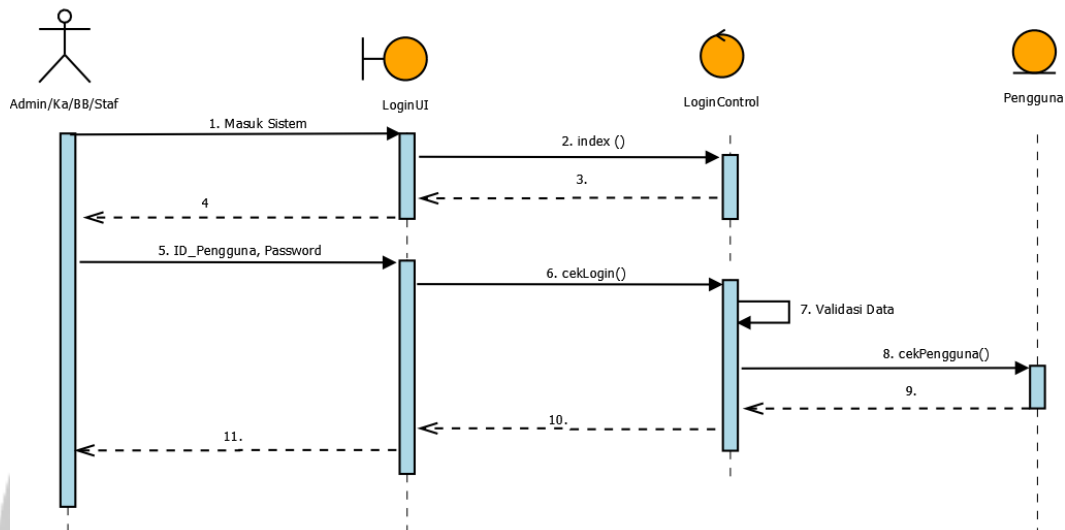 Admin/Ka/BB/Staf
LoginUI
LoginControl
Pengguna
1. Masuk Sistem
2. index ()
3.
4
5. ID_Pengguna, Password
6. cekLogin()
7. Validasi Data
8. cekPengguna()
9.
10.
11.